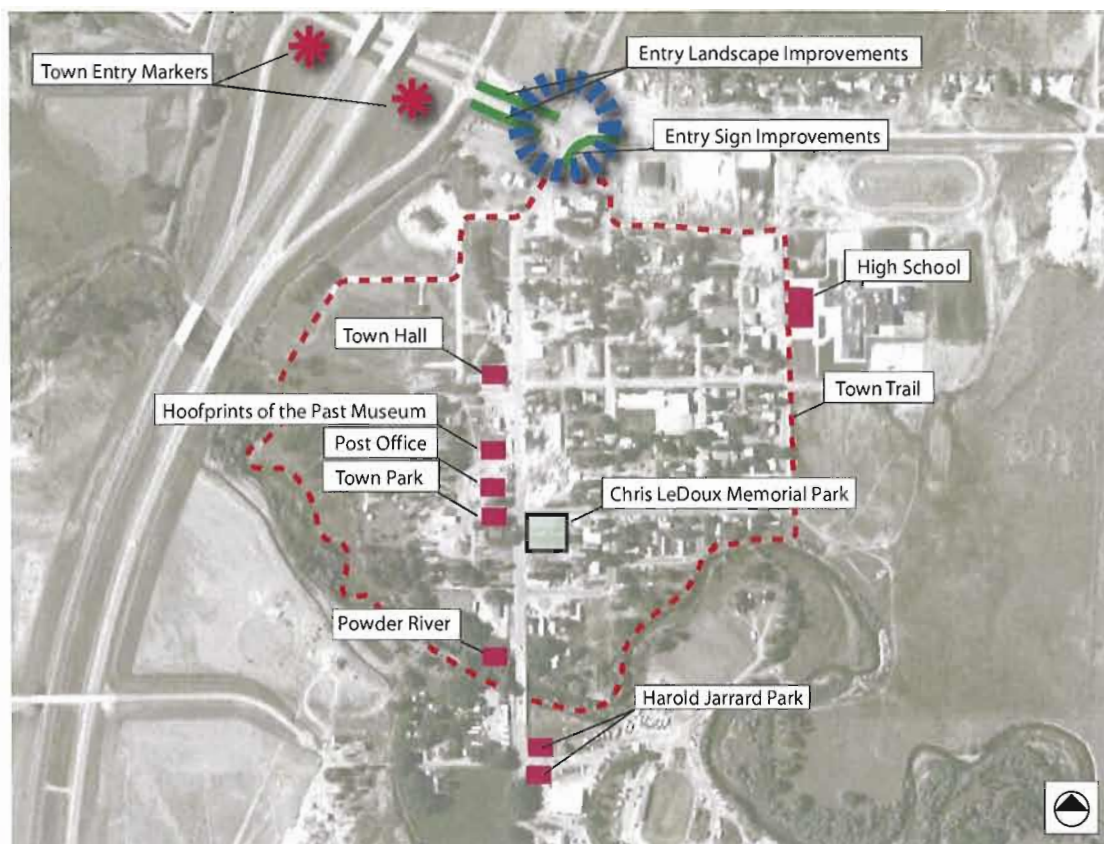 Entry Landscape Improvements
Town Entry Markers
Entry Sign Improvements
High School
Town Hall
Town Trail
Hoofprints of the Past Museum
Post Office
Town Park
Chris LeDoux Memorial Park
Powder River
Harold Jarrard Park